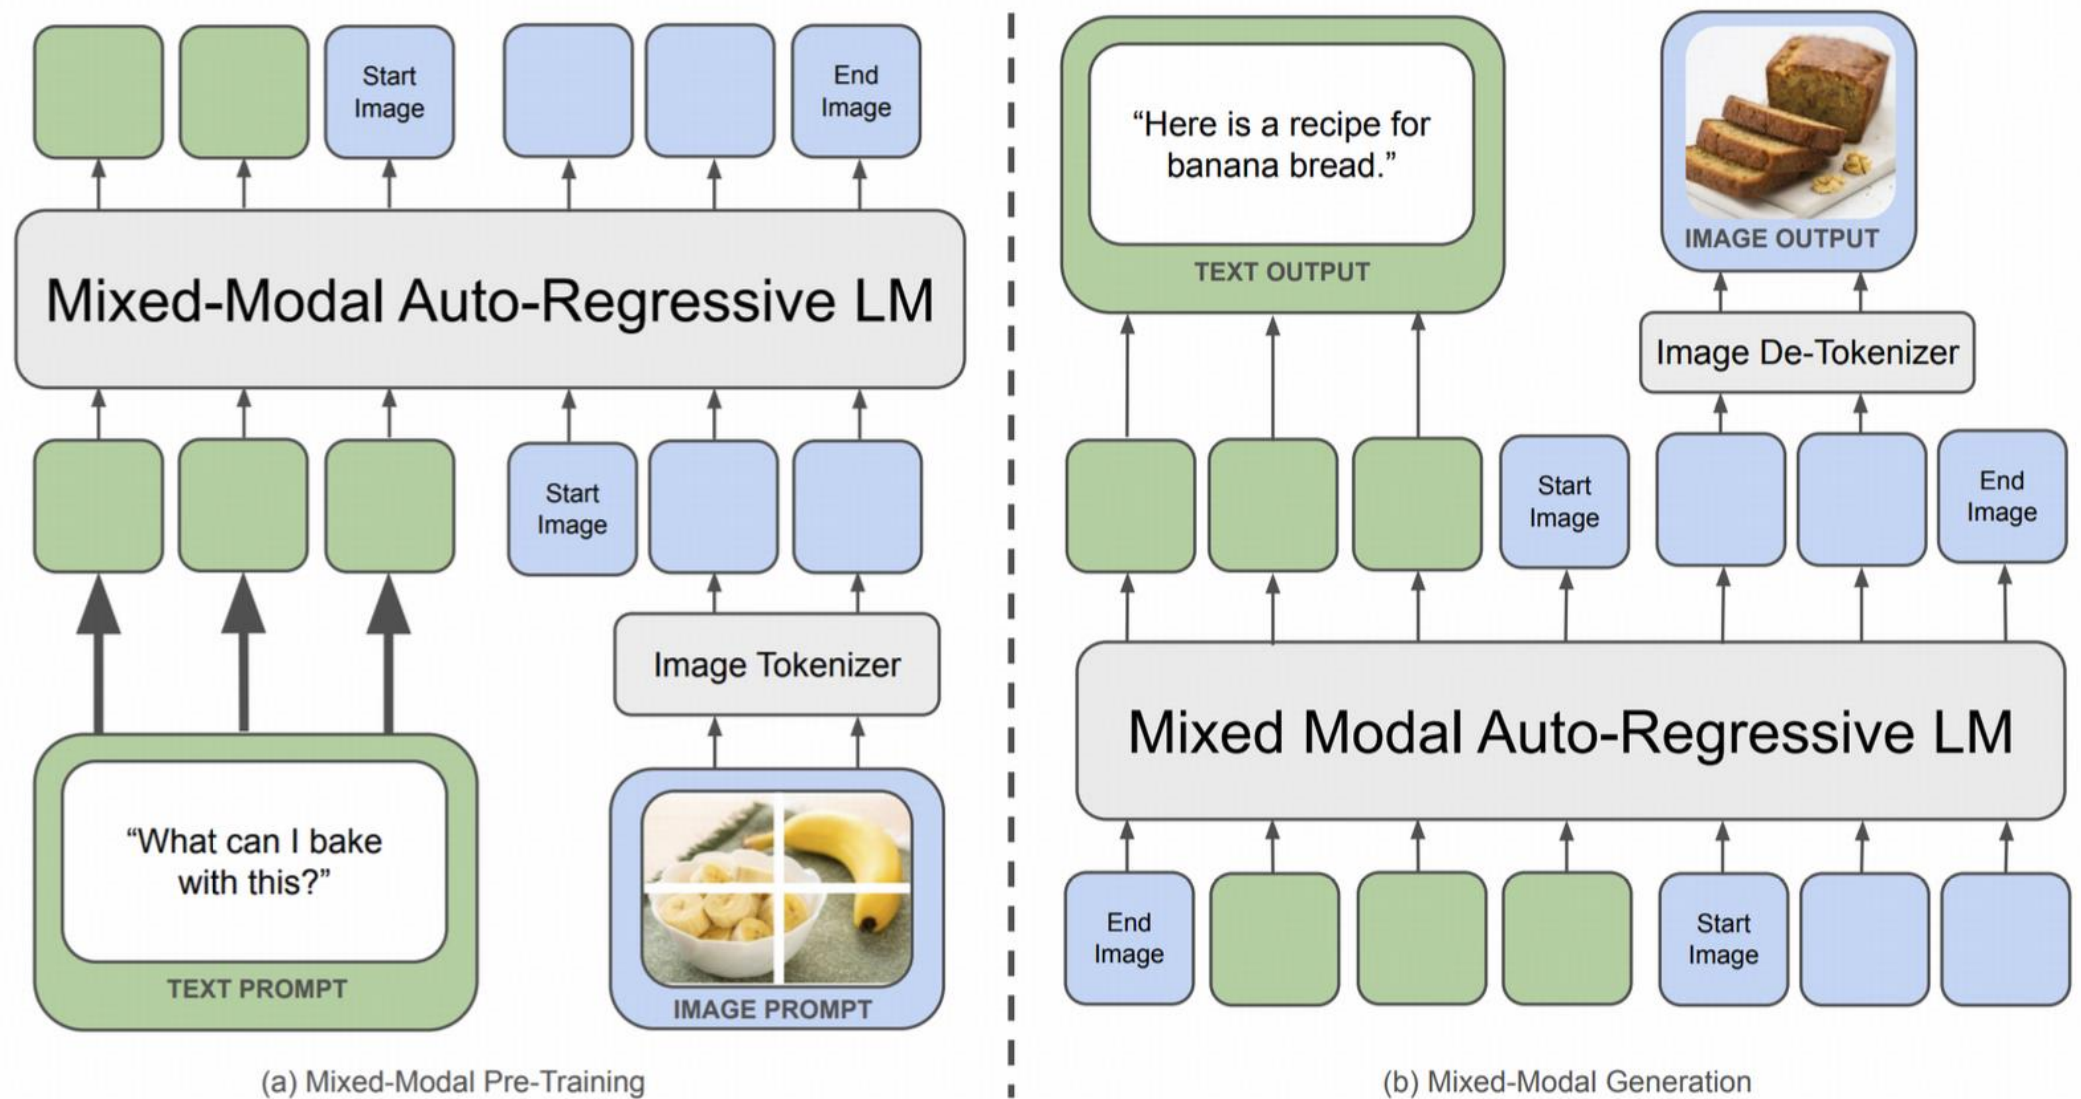 Start
Image
End
Image
Mixed-Modal Auto-Regressive LM
Start
Image
Image Tokenizer
“What can I bake
with this?”
TEXT PROMPT
IMAGE PROMPT
(a) Mixed-Modal Pre-Training
“Here is a recipe for
banana bread.”
TEXT OUTPUT
IMAGE OUTPUT
Image De-Tokenizer
Start
Image
End
Image
Mixed Modal Auto-Regressive LM
End
Image
Start
Image
(b) Mixed-Modal Generation